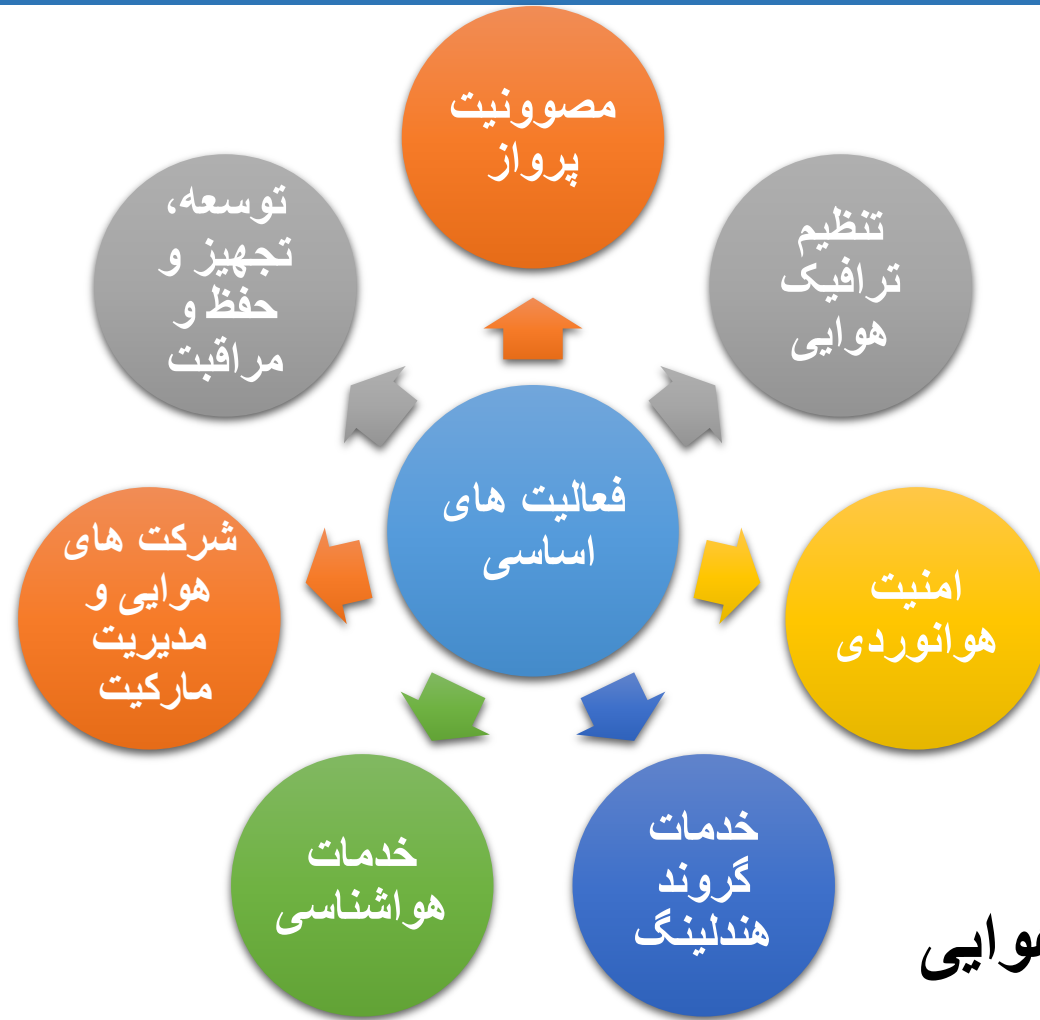 مصوونیت
پرواز
تنظیم
ترافیک
هوایی
امنیت
هوانوردی
خدمات
گروند
هندلینگ
خدمات
هواشناسی
شرکت های
هوایی و
مدیریت
مارکیت
توسعه،
تجهیز و
حفظ و
مراقبت
فعالیت های
اساسی